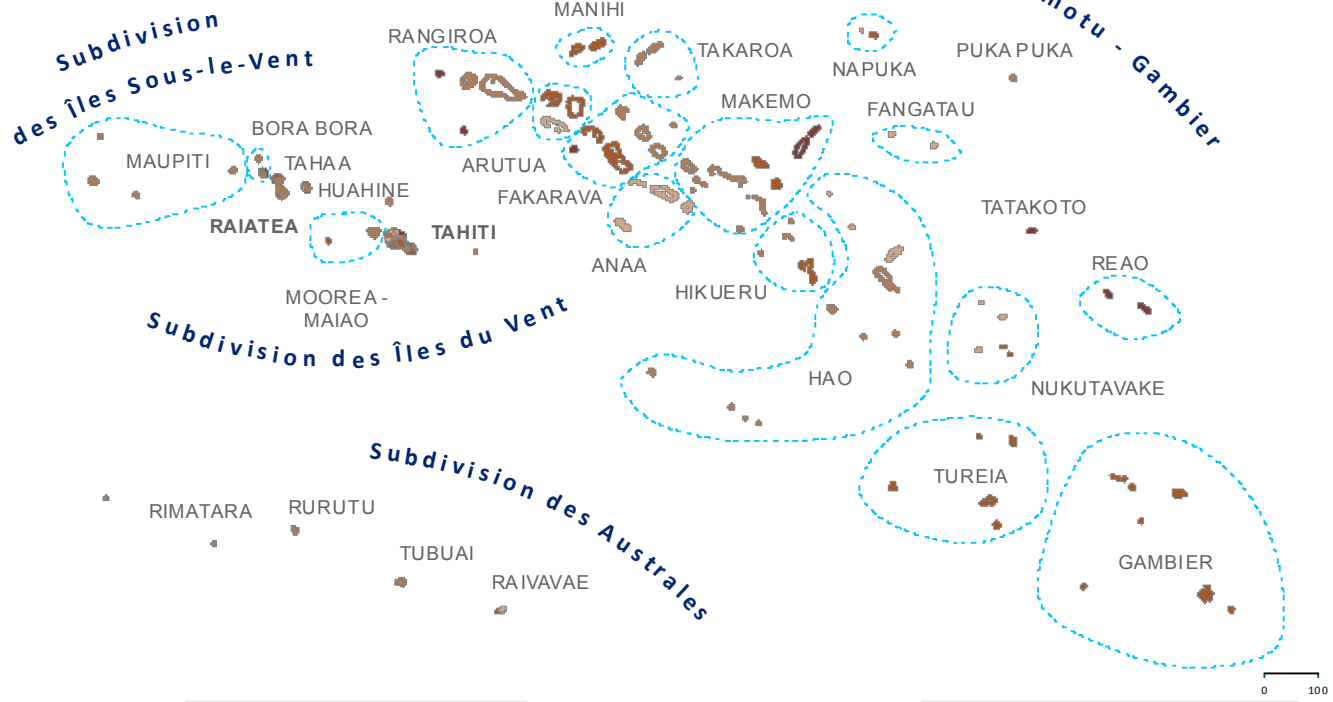 MANIHI
Subdivision
des Îles Sous-le-Vent
RANGIROA
TAKAROA
NAPUKA
PUKA PUKA
- Gambier
MAKEMO
FANGATAU
BORA BORA
MAUPITI
TAHAA
ARUTUA
HUAHINE
FAKARAVA
TATAKOTO
RAIATEA
TAHITI
ANAA
REAO
HIKUERU
MOOREA -
MAIAO
Subdivision des Îles du Vent
HAO
NUKUTAVAKE
Subdivision des Australes
TUREIA
RIMATARA
RURUTU
TUBUAI
RAIVAVAE
GAMBIER
0 100